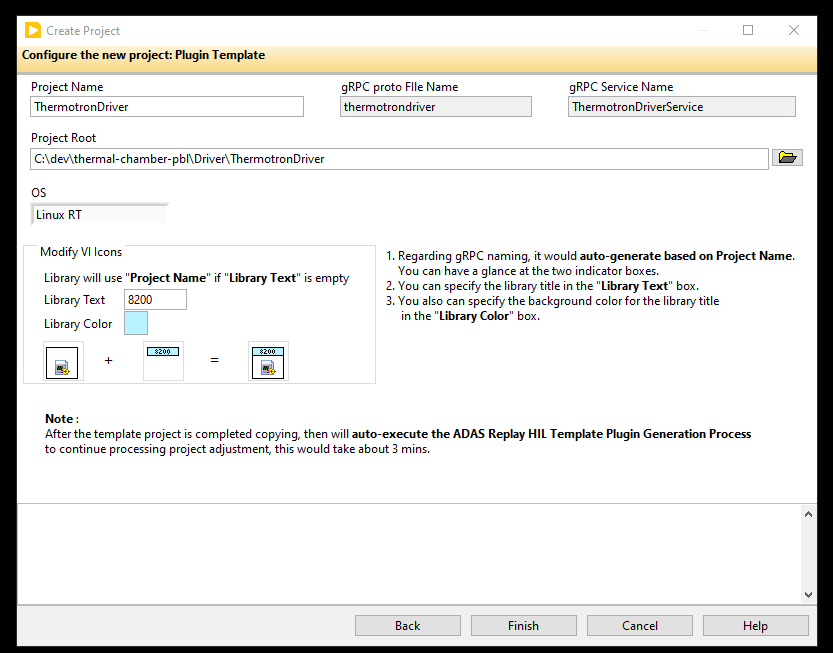 Create Project
Configure the new project: Plugin Template
Project Name
gRPC proto FIle Name
gRPC Service Name
ThermotronDriver
thermotrondriver
ThermotronDriverService
Project Root
C:\dev\thermal-chamber-pbl\Driver\ThermotronDriver
OS
Linux RT
Modify VI Icons
Library will use "Project Name" if "Library Text" is empty
Library Text 8200
Library Color
8200
+
=
8200
1. Regarding gRPC naming, it would auto-generate based on Project Name.
You can have a glance at the two indicator boxes.
2. You can specify the library title in the "Library Text" box.
3. You also can specify the background color for the library title
in the "Library Color" box.
Note :
After the template project is completed copying, then will auto-execute the ADAS Replay HIL Template Plugin Generation Process
to continue processing project adjustment, this would take about 3 mins.
Back
Finish
Cancel
Help